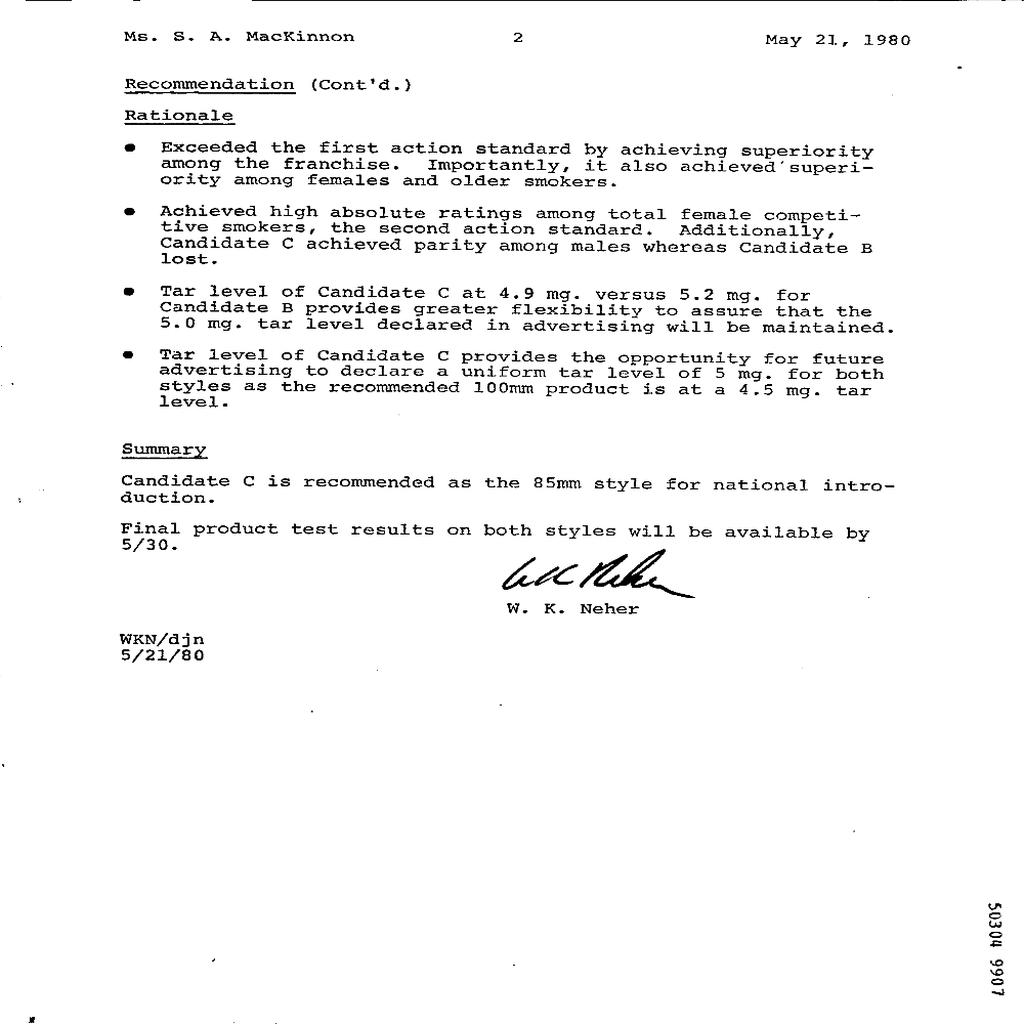 Ms. S. A. MacKinnon 2 May 21, 1980
Recommendation (Cont'd.)
Rationale
● Exceeded the first action standard by achieving superiority
among the franchise. Importantly, it also achieved superi-
ority among females and older smokers.
● Achieved high absolute ratings among total female competi-
tive smokers, the second action standard. Additionally,
Candidate C achieved parity among males whereas Candidate B
lost.
● Tar level of Candidate C at 4.9 mg. versus 5.2 mg. for
Candidate B provides greater flexibility to assure that the
5.0 mg. tar level declared in advertising will be maintained.
● Tar level of Candidate C provides the opportunity for future
advertising to declare a uniform tar level of 5 mg. for both
styles as the recommended 100mm product is at a 4.5 mg. tar
level.
Summary
Candidate C is recommended as the 85mm style for national intro-
duction.
Final product test results on both styles will be available by
5/30.
WK Neher
W. K. Neher
WKN/djn
5/21/80
50304 9907